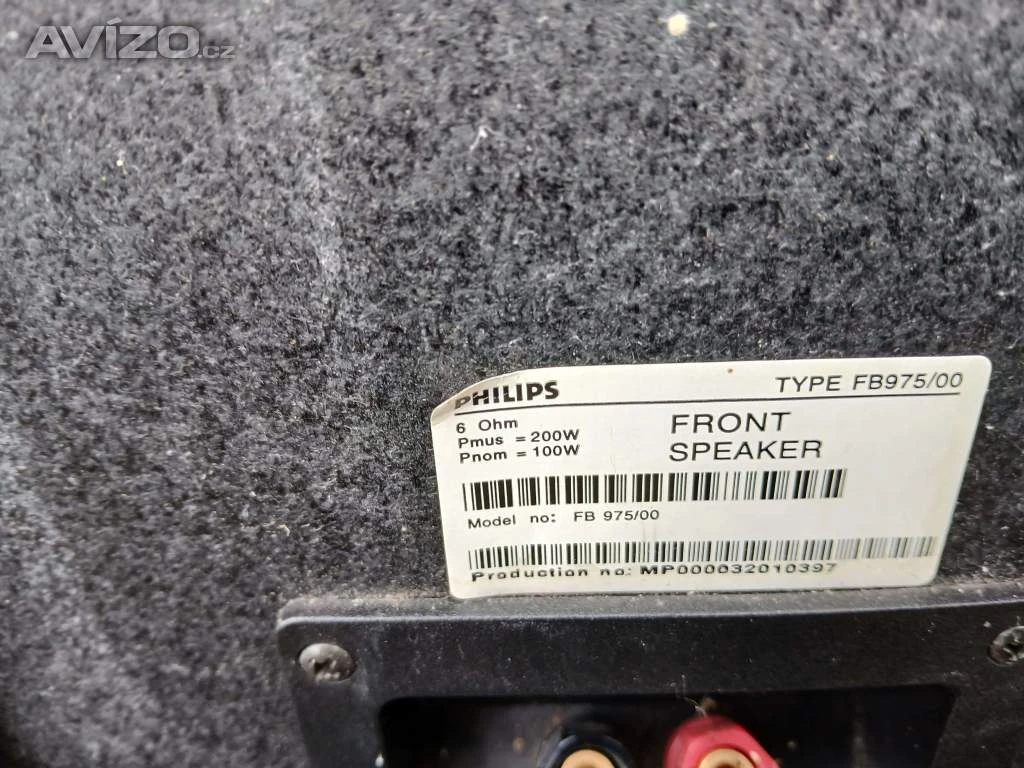 AVÍZO.cz
PHILIPS
TYPE FB975/00
6 Ohm
Pmus = 200W
Pnom = 100W
FRONT
SPEAKER
Model no: FB 975/00
Production no: MP000032010397